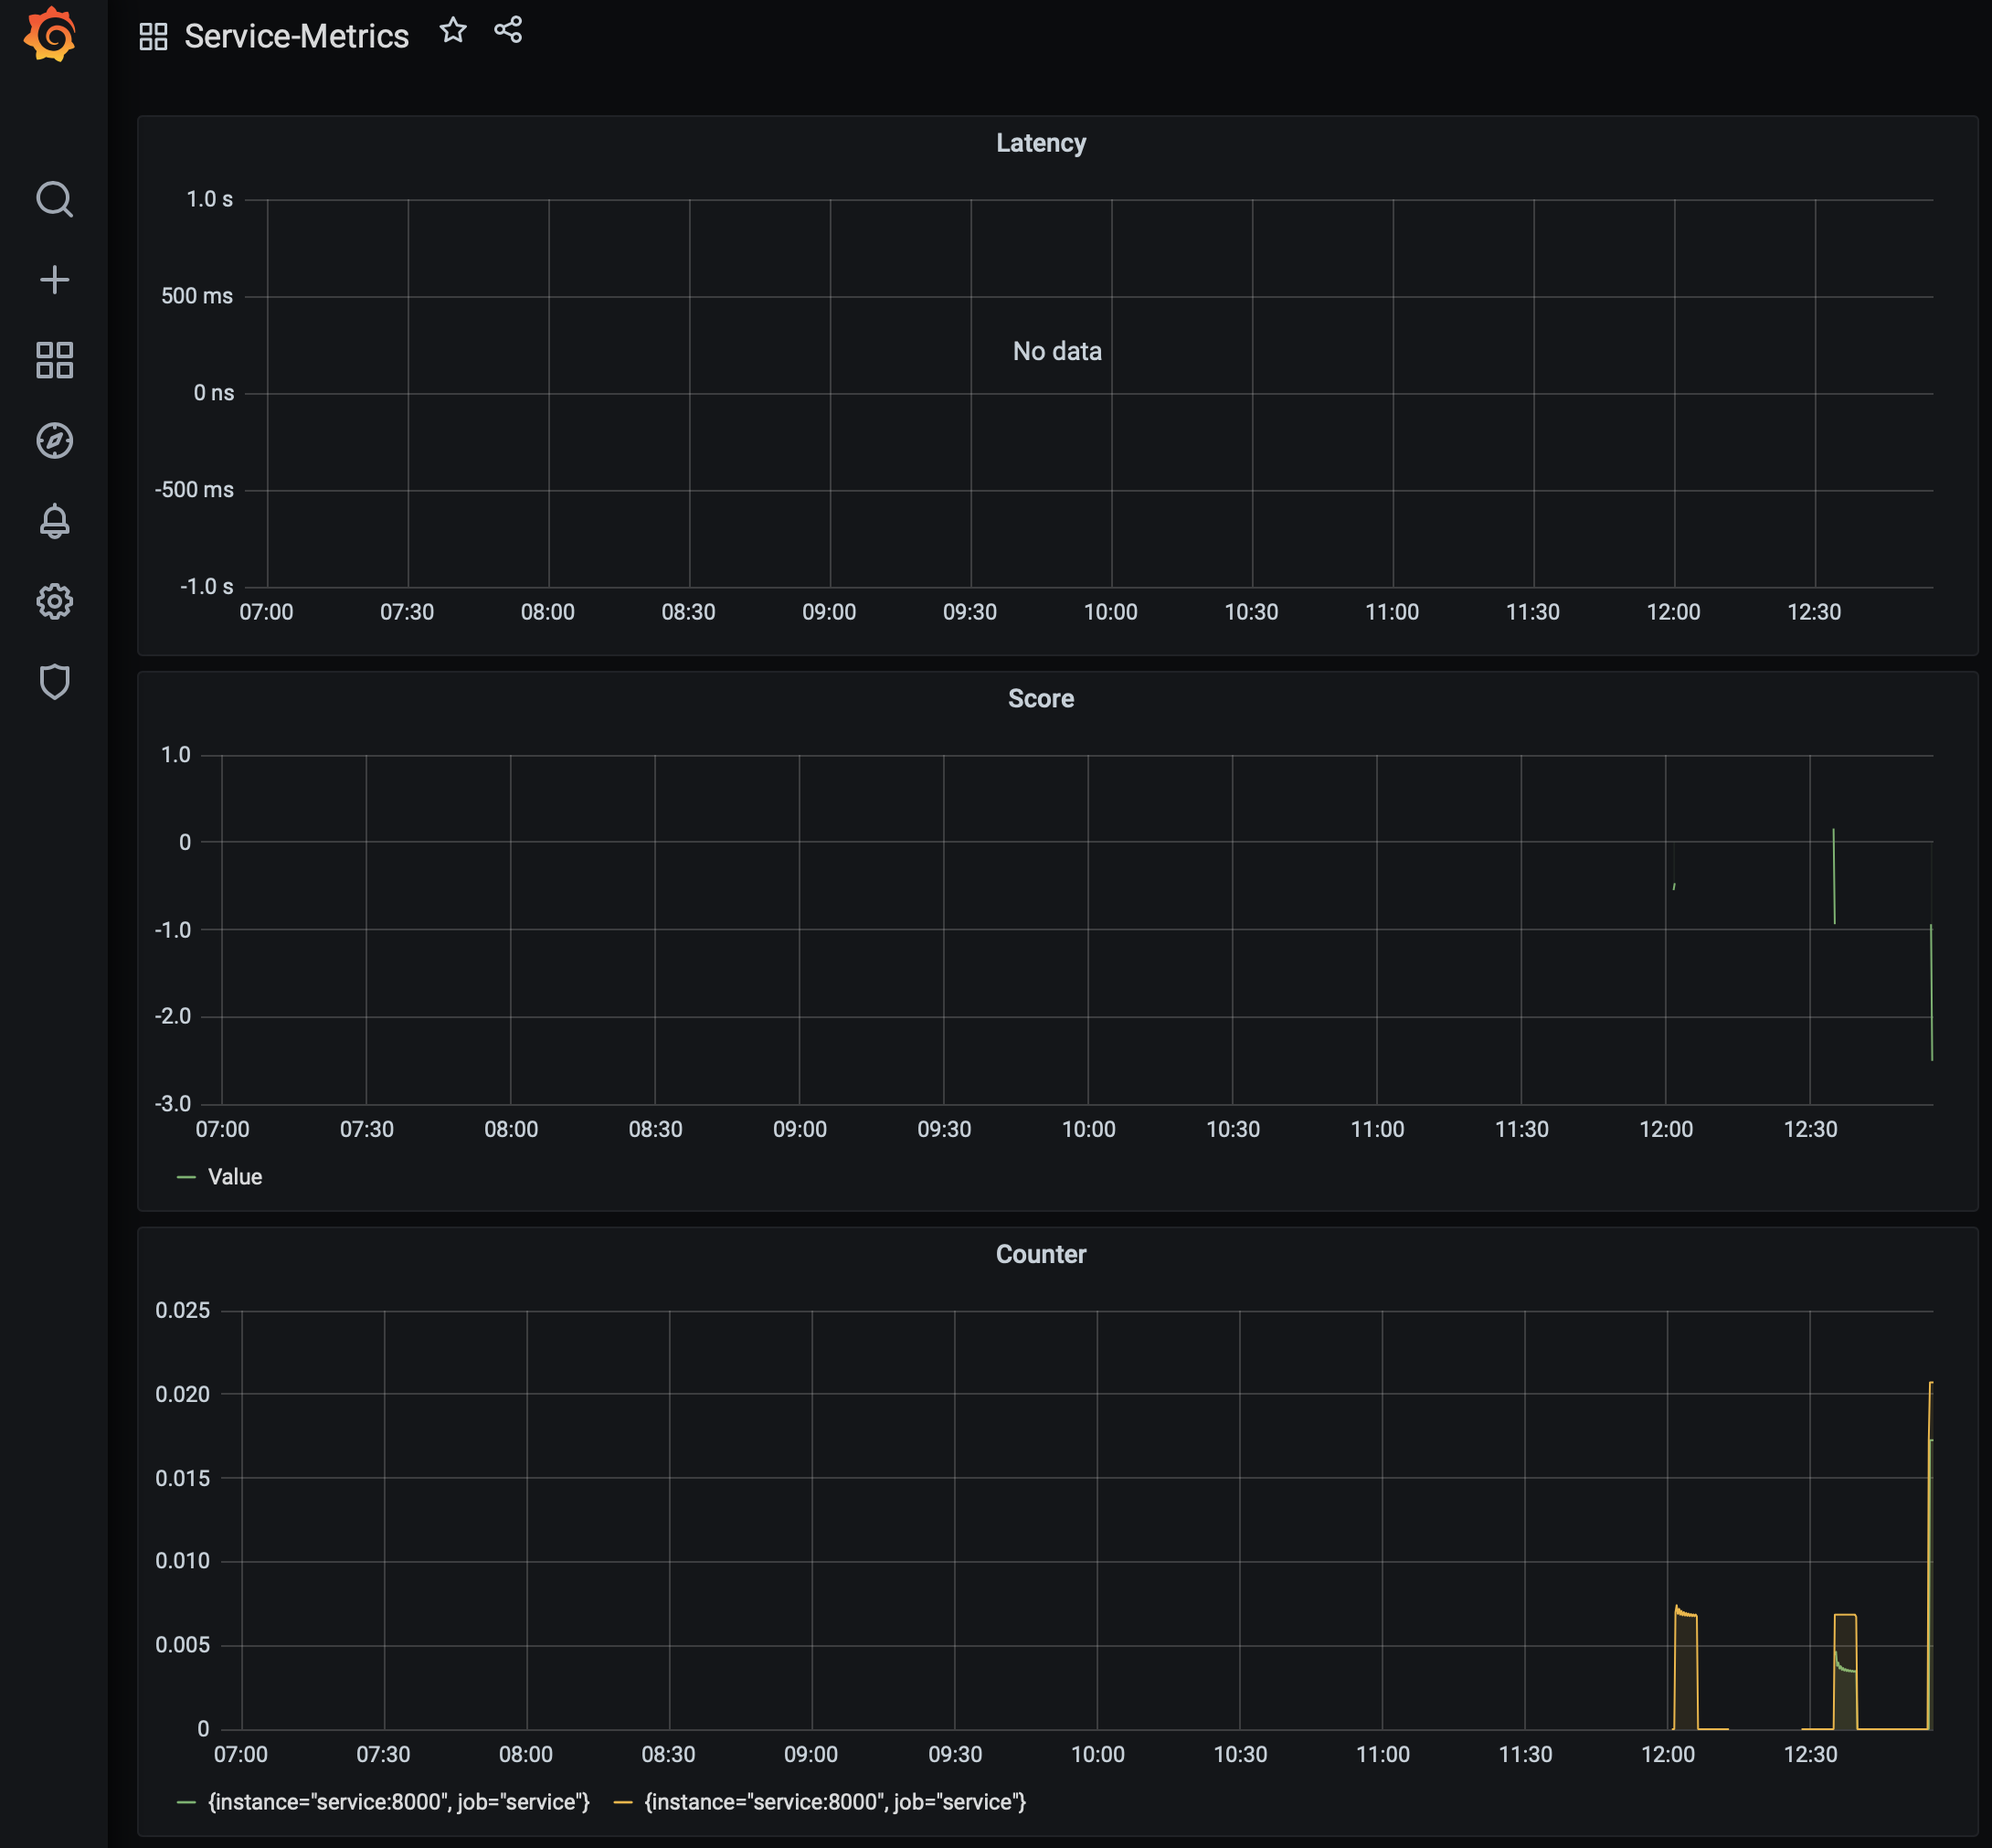 Service-Metrics
Latency
1.0 s
500 ms
No data
0 ns
-500 ms
-1.0 s
07:00 07:30 08:00 08:30 09:00 09:30 10:00 10:30 11:00 11:30 12:00 12:30
Score
1.0
0
-1.0
-2.0
-3.0
07:00 07:30 08:00 08:30 09:00 09:30 10:00 10:30 11:00 11:30 12:00 12:30
Value
Counter
0.025
0.020
0.015
0.010
0.005
0
07:00 07:30 08:00 08:30 09:00 09:30 10:00 10:30 11:00 11:30 12:00 12:30
{instance="service:8000", job="service"} {instance="service:8000", job="service"}